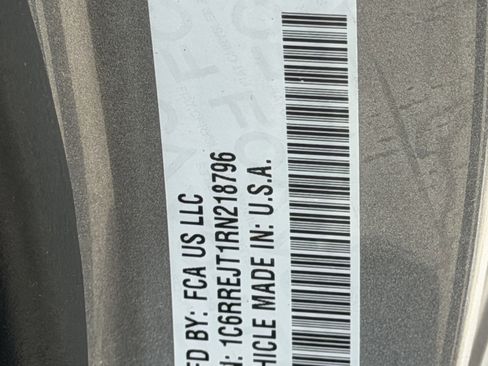 FD BY: FCA US LLC
N: 1C6RREJT1RN218796
HICLE MADE IN: U.S.A.